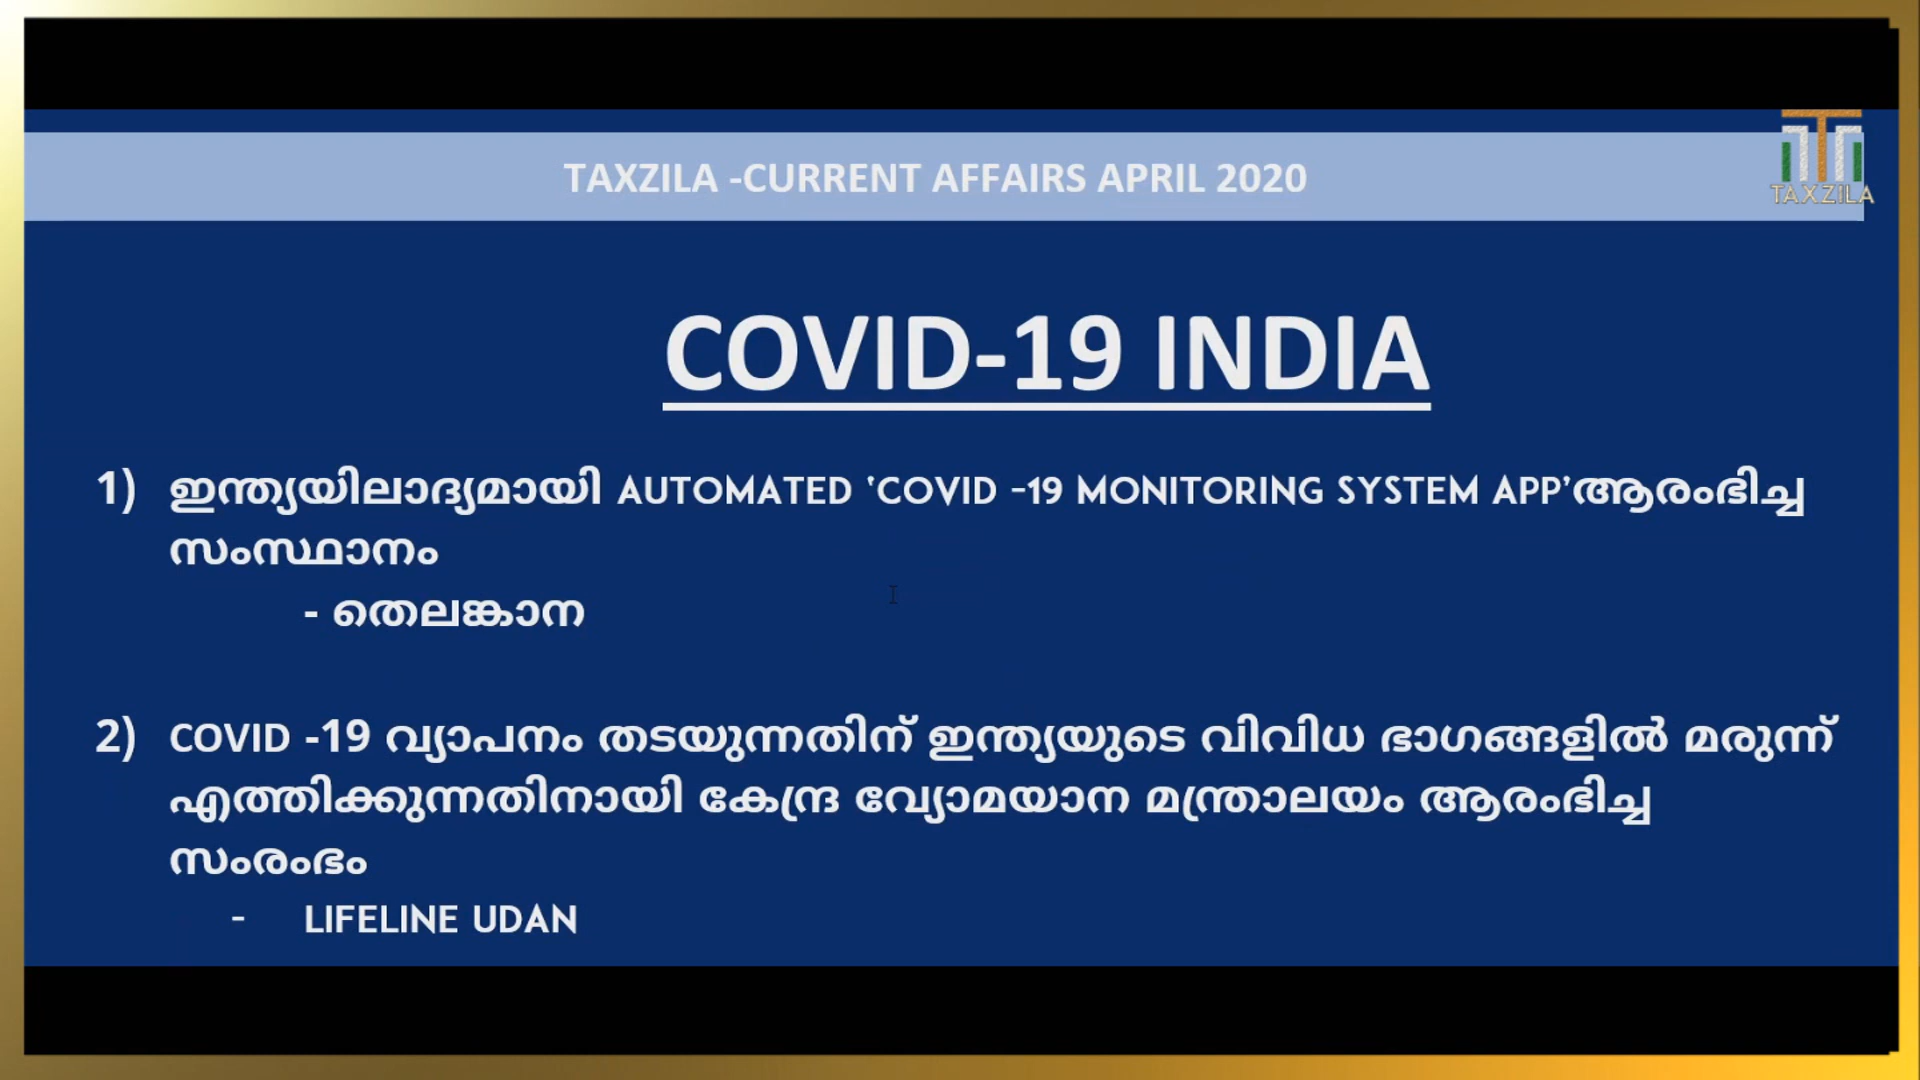 TAXZILA -CURRENT AFFAIRS APRIL 2020
TAXZILA
COVID-19 INDIA
1) ഇന്ത്യയിലാദ്യമായി AUTOMATED ‘COVID -19 MONITORING SYSTEM APP’ആരംഭിച്ച
സംസ്ഥാനം
- തെലങ്കാന
2) COVID -19 വ്യാപനം തടയുന്നതിന് ഇന്ത്യയുടെ വിവിധ ഭാഗങ്ങളിൽ മരുന്ന്
എത്തിക്കുന്നതിനായി കേന്ദ്ര വ്യോമയാന മന്ത്രാലയം ആരംഭിച്ച
സംരംഭം
- LIFELINE UDAN